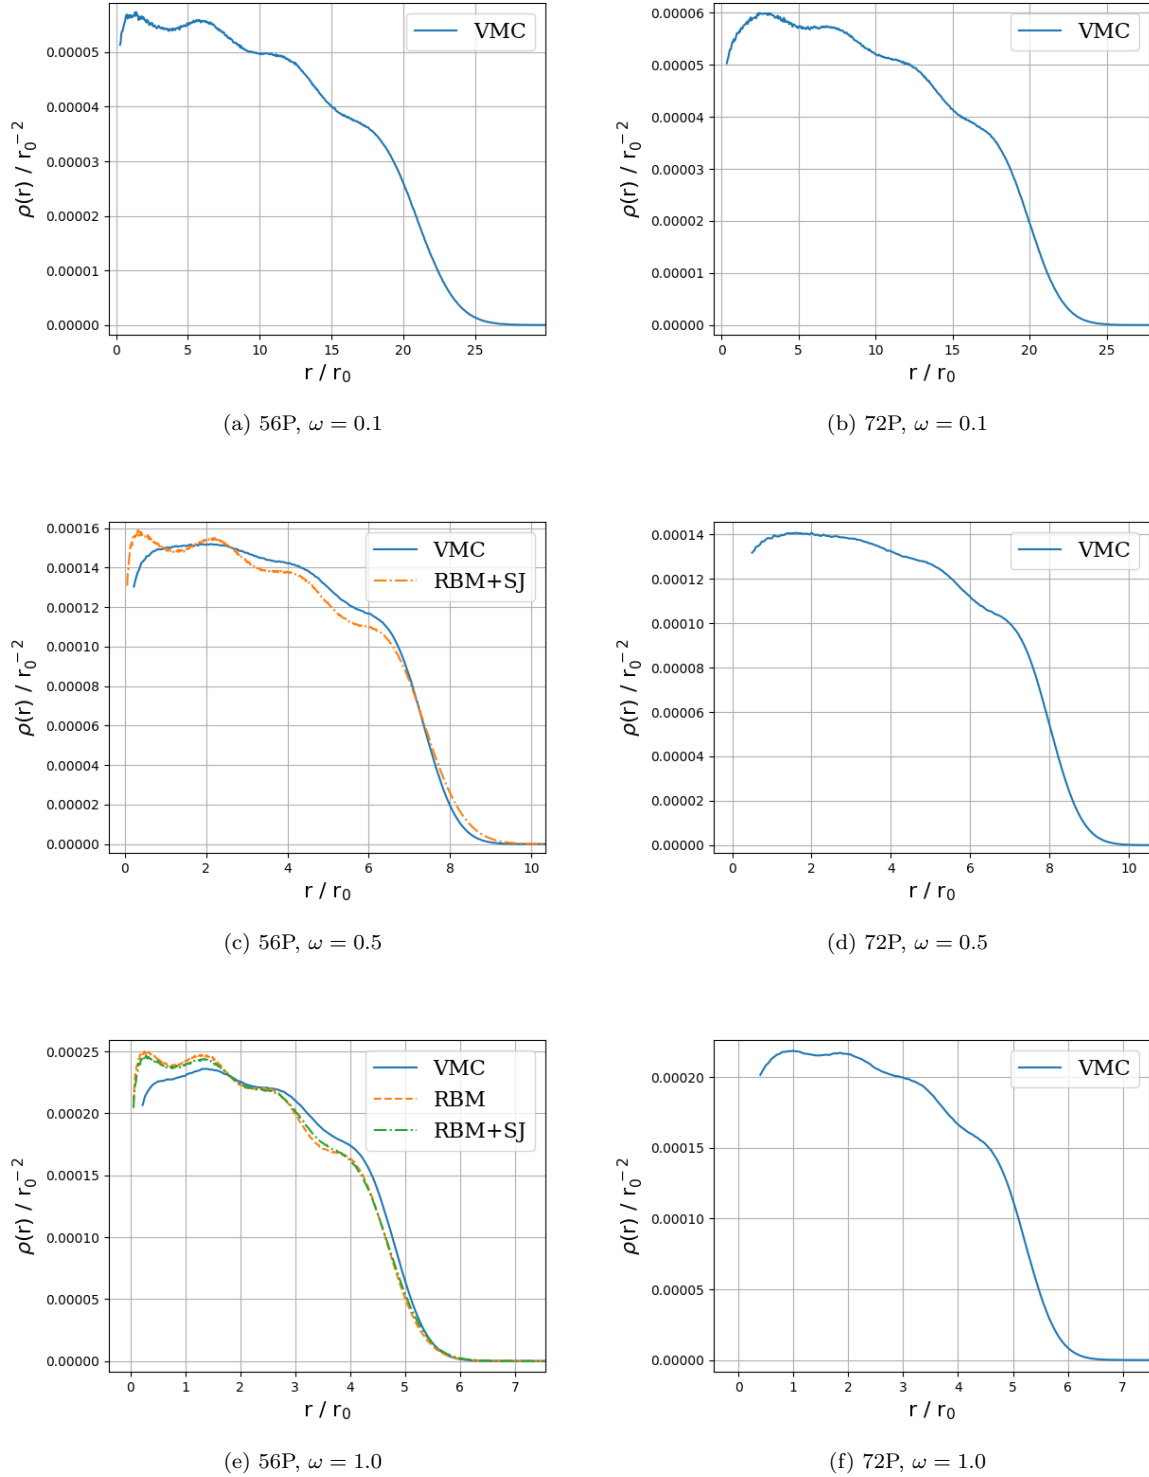 VMC
0.00005
0.00004
0.00003
0.00002
0.00001
0.00000
ρ(r) / r₀⁻²
0 5 10 15 20 25
r / r₀
(a) 56P, ω = 0.1
VMC
0.00006
0.00005
0.00004
0.00003
0.00002
0.00001
0.00000
ρ(r) / r₀⁻²
0 5 10 15 20 25
r / r₀
(b) 72P, ω = 0.1
VMC
RBM+SJ
0.00016
0.00014
0.00012
0.00010
0.00008
0.00006
0.00004
0.00002
0.00000
ρ(r) / r₀⁻²
0 2 4 6 8 10
r / r₀
(c) 56P, ω = 0.5
VMC
0.00014
0.00012
0.00010
0.00008
0.00006
0.00004
0.00002
0.00000
ρ(r) / r₀⁻²
0 2 4 6 8 10
r / r₀
(d) 72P, ω = 0.5
VMC
RBM
RBM+SJ
0.00025
0.00020
0.00015
0.00010
0.00005
0.00000
ρ(r) / r₀⁻²
0 1 2 3 4 5 6 7
r / r₀
(e) 56P, ω = 1.0
VMC
0.00020
0.00015
0.00010
0.00005
0.00000
ρ(r) / r₀⁻²
0 1 2 3 4 5 6 7
r / r₀
(f) 72P, ω = 1.0